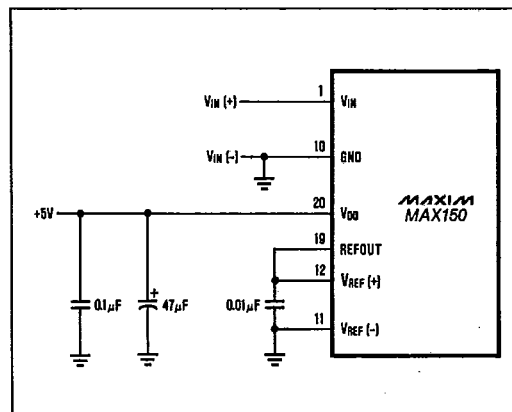 1
VIN (+)
VIN
10
VIN (-)
GND
MAXIM
MAX150
20
+5V
VDD
19
REFOUT
12
VREF (+)
0.1μF
+
47μF
0.01μF
11
VREF (-)